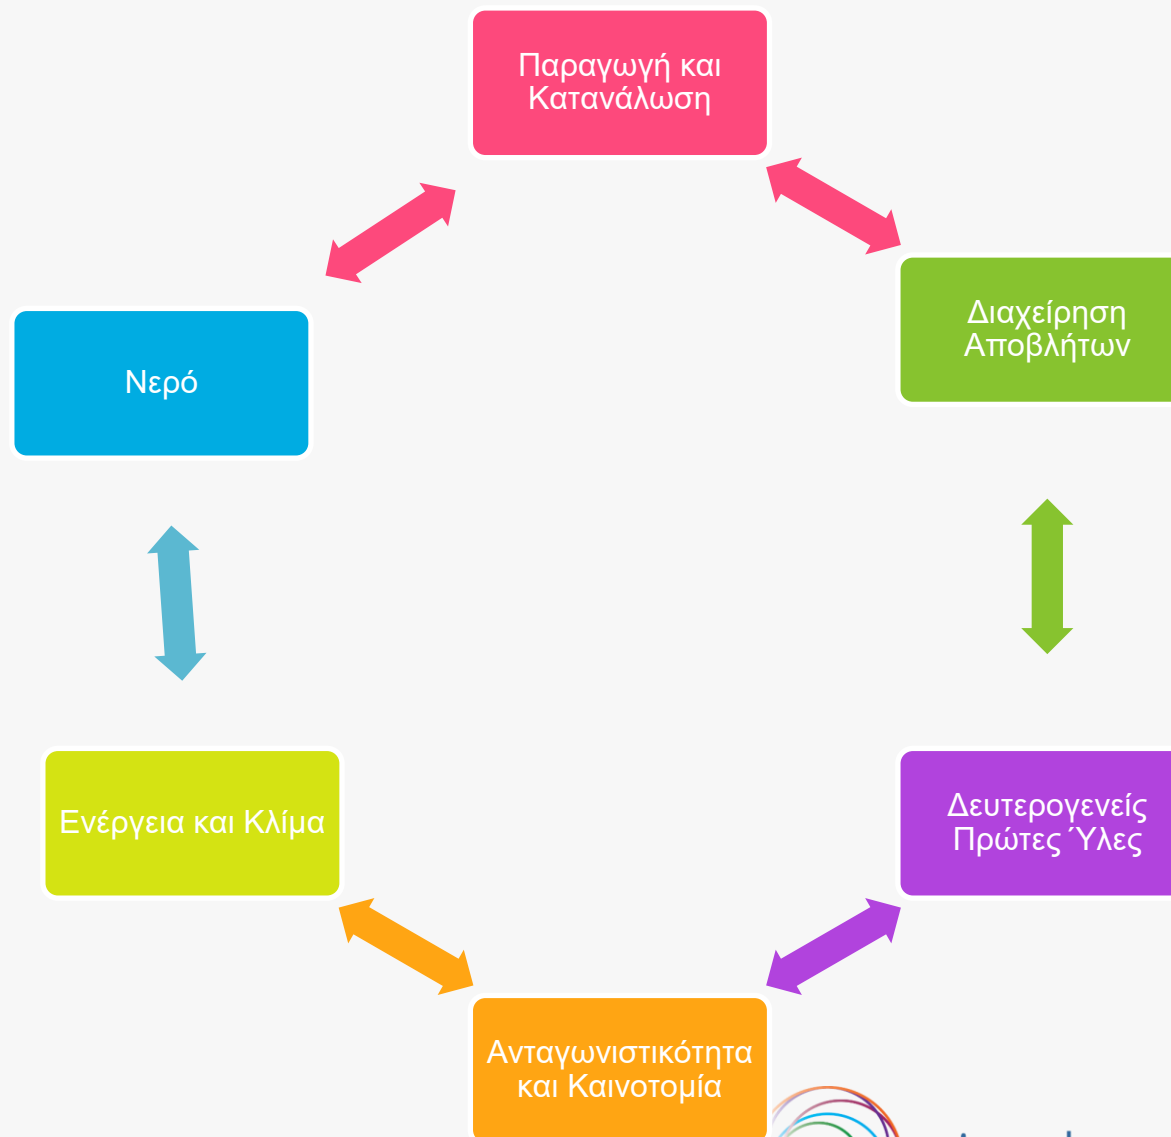 Παραγωγή και
Κατανάλωση
Διαχείρηση
Αποβλήτων
Νερό
Ενέργεια και Κλίμα
Δευτερογενείς
Πρώτες Ύλες
Ανταγωνιστικότητα
και Καινοτομία